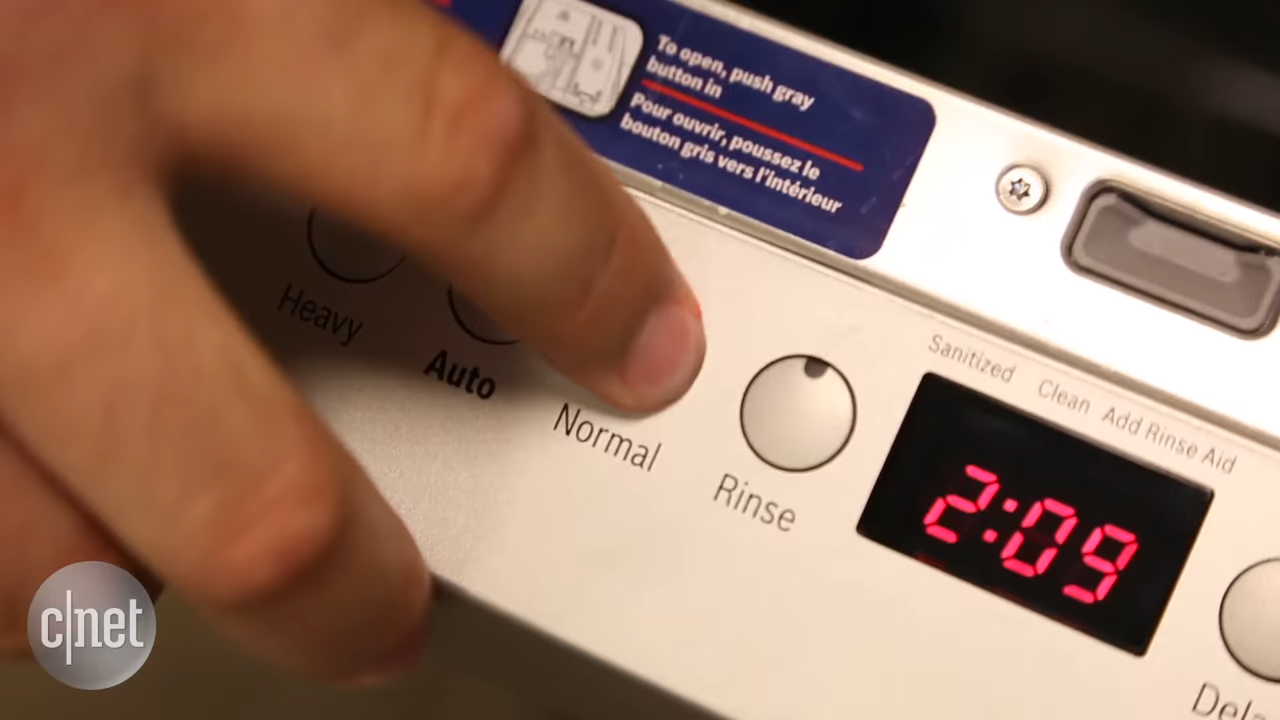 To open, push gray
button in
Pour ouvrir, poussez le
bouton gris vers l'intérieur
Heavy
Auto
Normal
Rinse
Sanitized
Clean
Add Rinse Aid
2:09
c|net